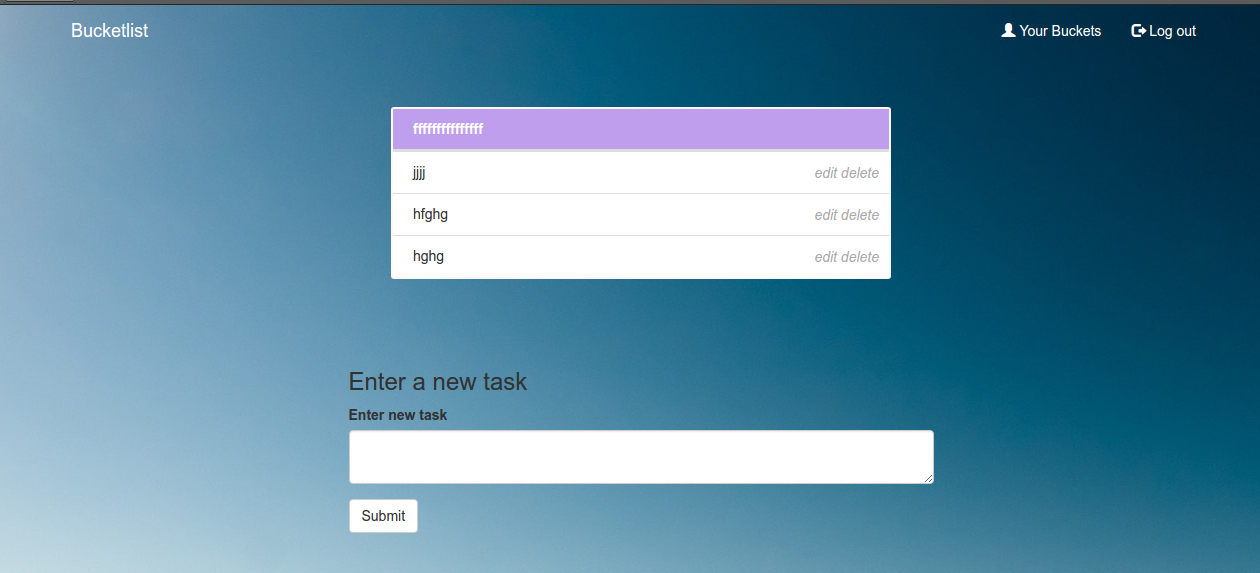 Bucketlist Your Buckets Log out
fffffffffffffff
jjjj edit delete
hfghg edit delete
hghg edit delete
Enter a new task
Enter new task
Submit